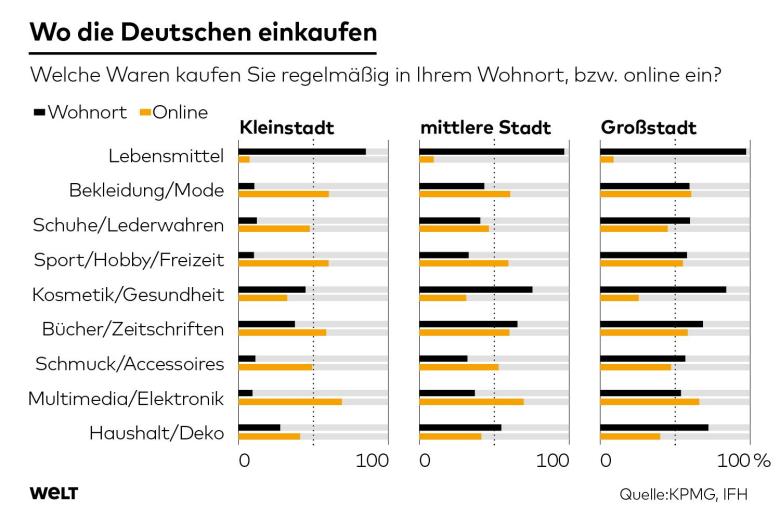 Wo die Deutschen einkaufen
Welche Waren kaufen Sie regelmäßig in Ihrem Wohnort, bzw. online ein?
Wohnort Online
Kleinstadt mittlere Stadt Großstadt
Lebensmittel
Bekleidung/Mode
Schuhe/Lederwahren
Sport/Hobby/Freizeit
Kosmetik/Gesundheit
Bücher/Zeitschriften
Schmuck/Accessoires
Multimedia/Elektronik
Haushalt/Deko
0 100 0 100 0 100 %
WELT Quelle:KPMG, IFH